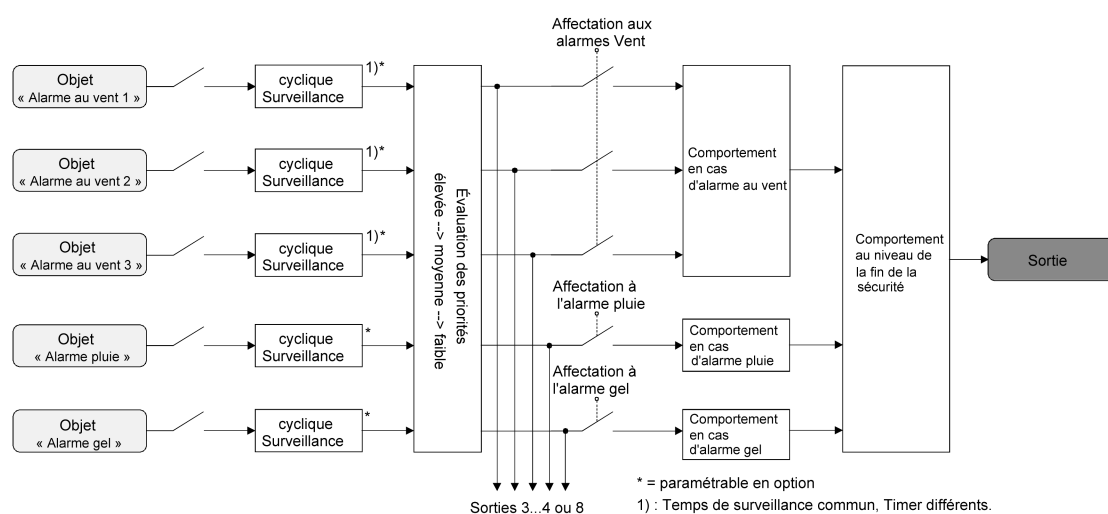 Affectation aux
alarmes Vent
Objet
« Alarme au vent 1 »
cyclique
Surveillance
1)*
Objet
« Alarme au vent 2 »
cyclique
Surveillance
1)*
Objet
« Alarme au vent 3 »
cyclique
Surveillance
1)*
Objet
« Alarme pluie »
cyclique
Surveillance
*
Objet
« Alarme gel »
cyclique
Surveillance
*
Évaluation des priorités
élevée --> moyenne --> faible
Comportement
en cas
d'alarme au vent
Affectation à
l'alarme pluie
Comportement
en cas
d'alarme pluie
Affectation à
l'alarme gel
Comportement
en cas
d'alarme gel
Comportement
au niveau de
la fin de la
sécurité
Sortie
Sorties 3...4 ou 8
* = paramétrable en option
1) : Temps de surveillance commun, Timer différents.